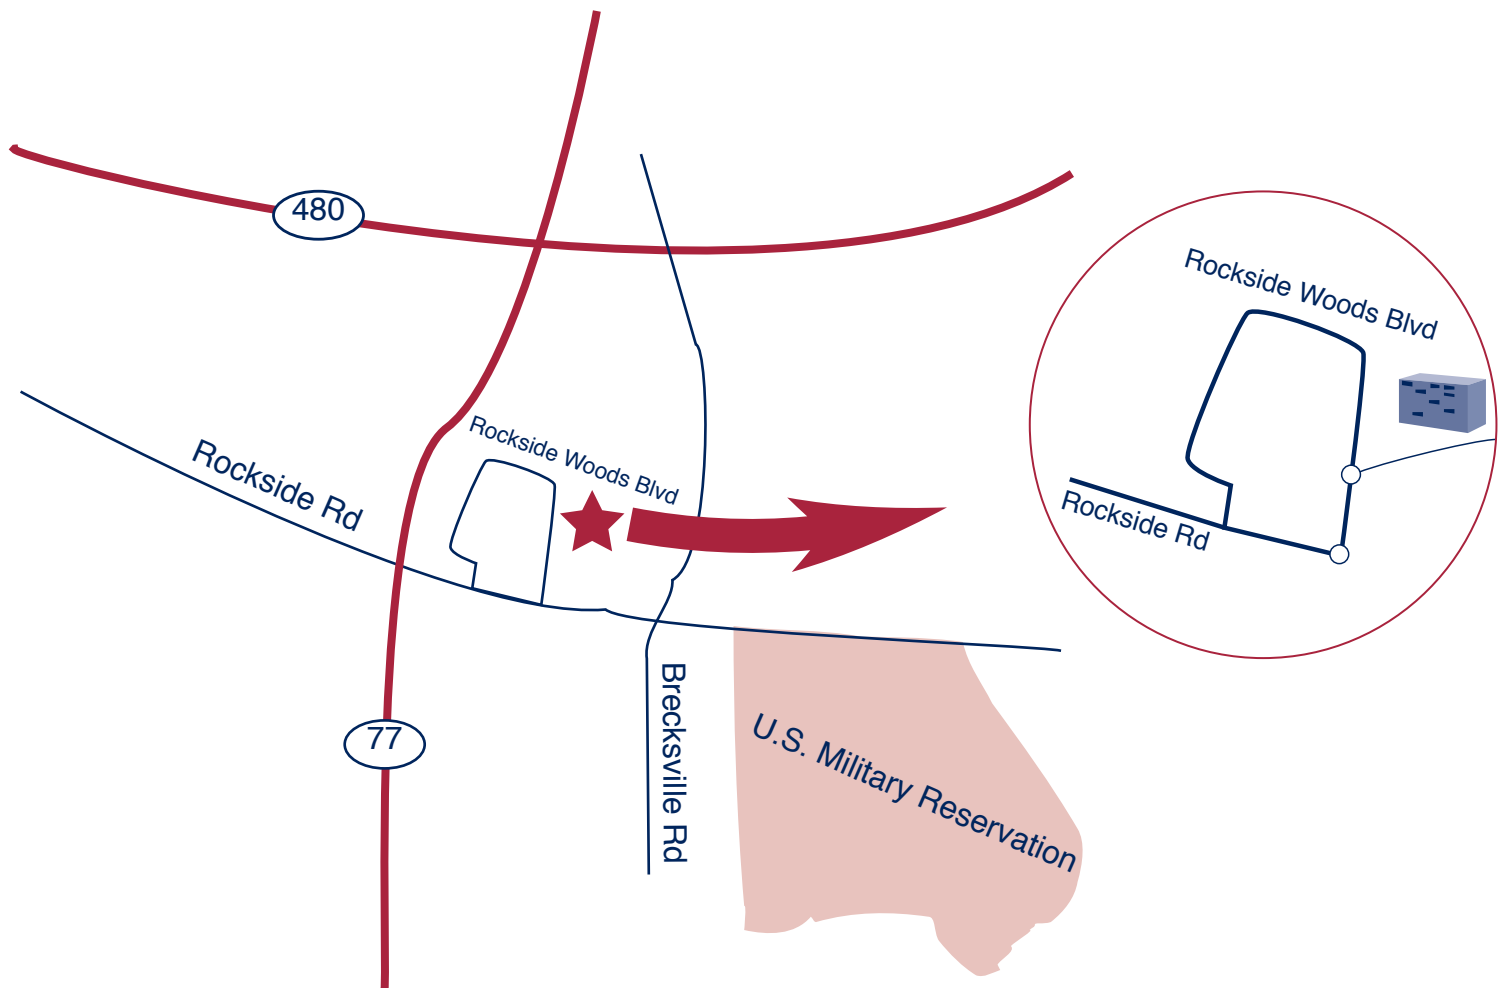 480
Rockside Woods Blvd
Rockside Woods Blvd
Rockside Rd
Rockside Rd
Brecksville Rd
U.S. Military Reservation
77